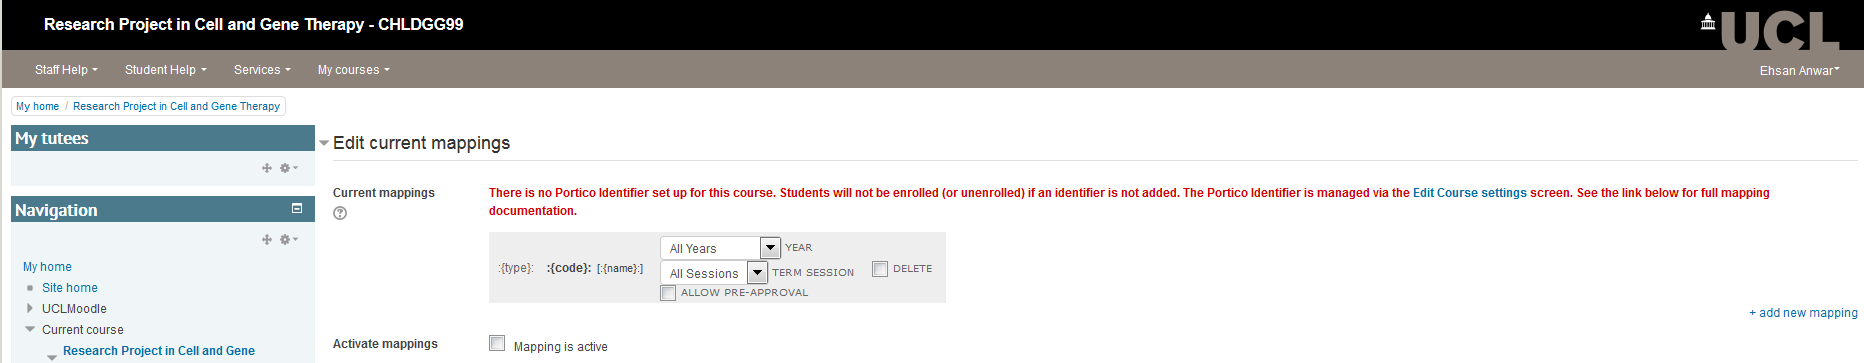 Research Project in Cell and Gene Therapy - CHLDGG99
UCL
Staff Help Student Help Services My courses
Ehsan Anwar
My home / Research Project in Cell and Gene Therapy
My tutees
Navigation
My home
Site home
UCLMoodle
Current course
Research Project in Cell and Gene
Edit current mappings
Current mappings
There is no Portico Identifier set up for this course. Students will not be enrolled (or unenrolled) if an identifier is not added. The Portico Identifier is managed via the Edit Course settings screen. See the link below for full mapping
documentation.
:{type}: :{code}: [:{name}:]
All Years YEAR
All Sessions TERM SESSION
DELETE
ALLOW PRE-APPROVAL
+ add new mapping
Activate mappings
Mapping is active